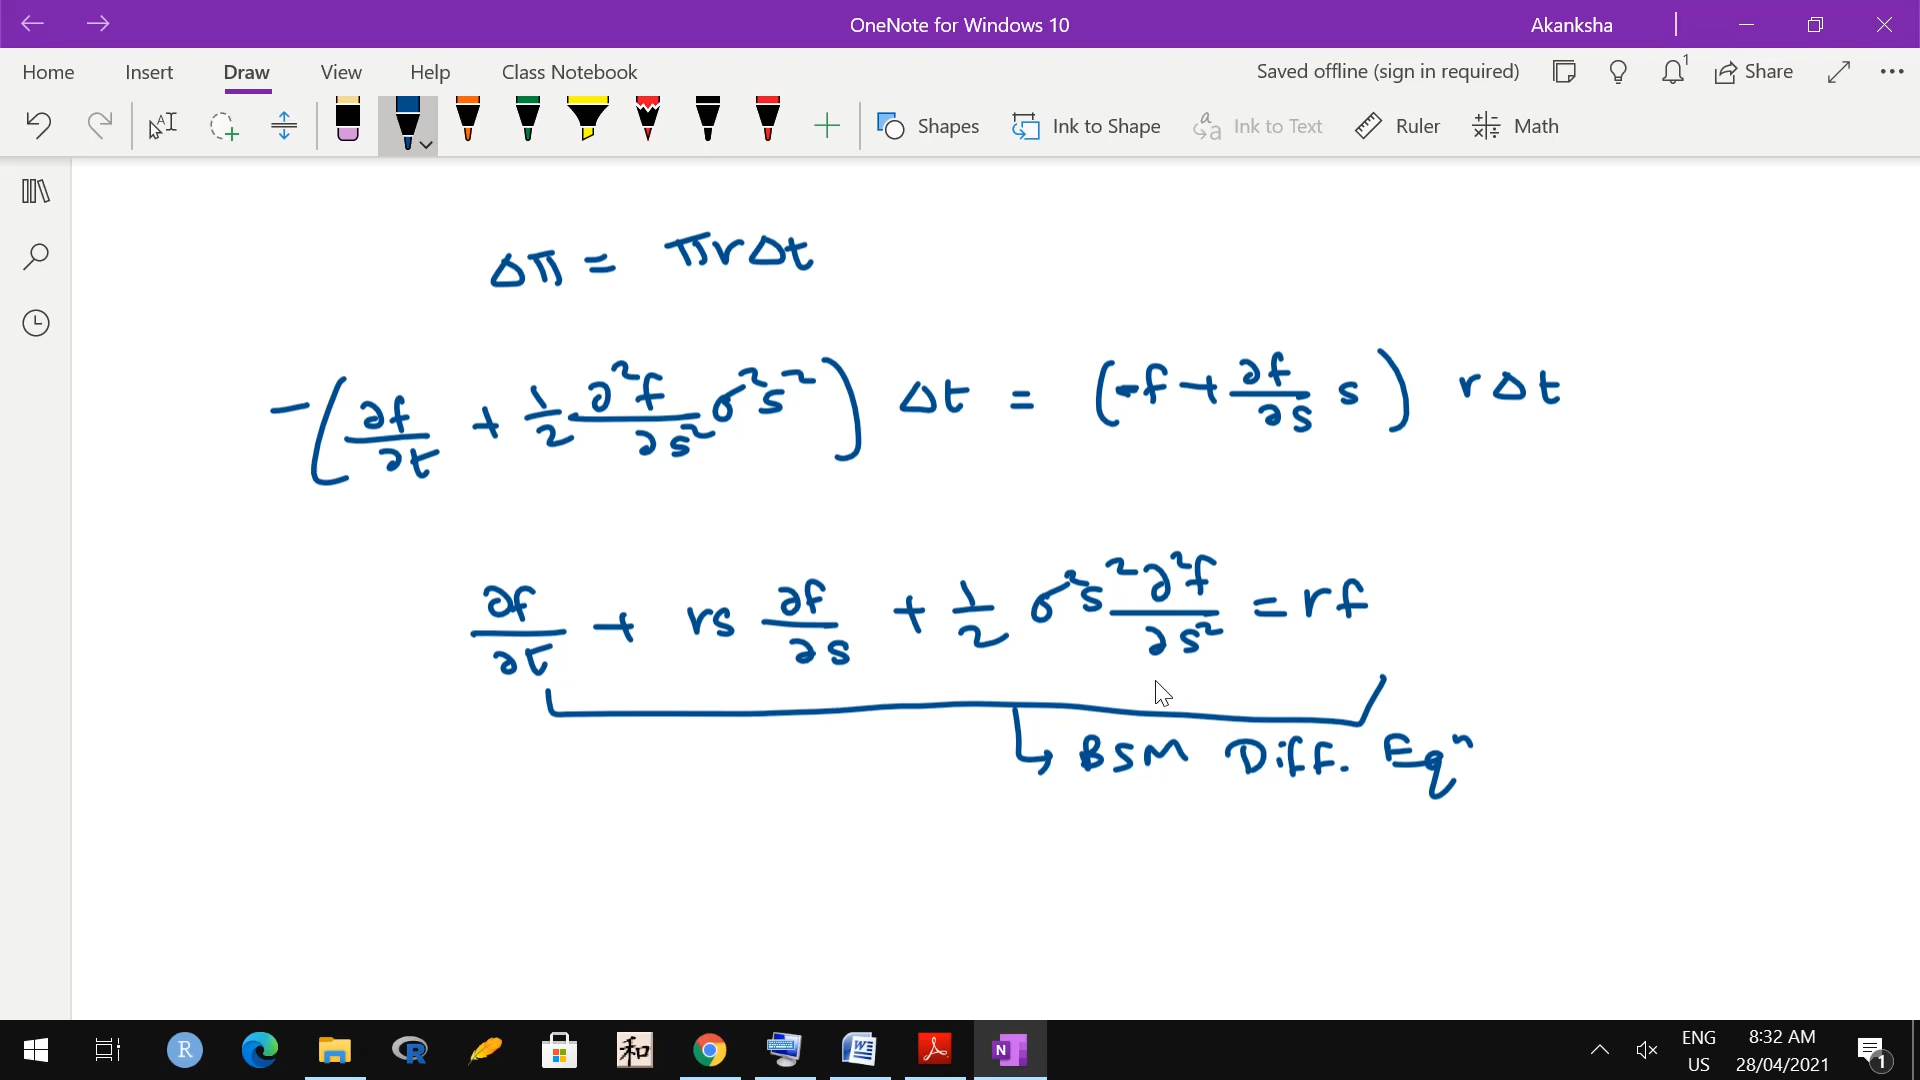 OneNote for Windows 10 Akanksha
Home Insert Draw View Help Class Notebook Saved offline (sign in required) 1 Share
Shapes Ink to Shape Ink to Text Ruler Math
Δπ = πrΔt
-(∂f/∂t + 1/2 ∂²f/∂s² σ²s²) Δt = (-f + ∂f/∂s s) rΔt
∂f/∂t + rs ∂f/∂s + 1/2 σ²s² ∂²f/∂s² = rf
↳ BSM Diff. Eqⁿ
ENG 8:32 AM
US 28/04/2021 1